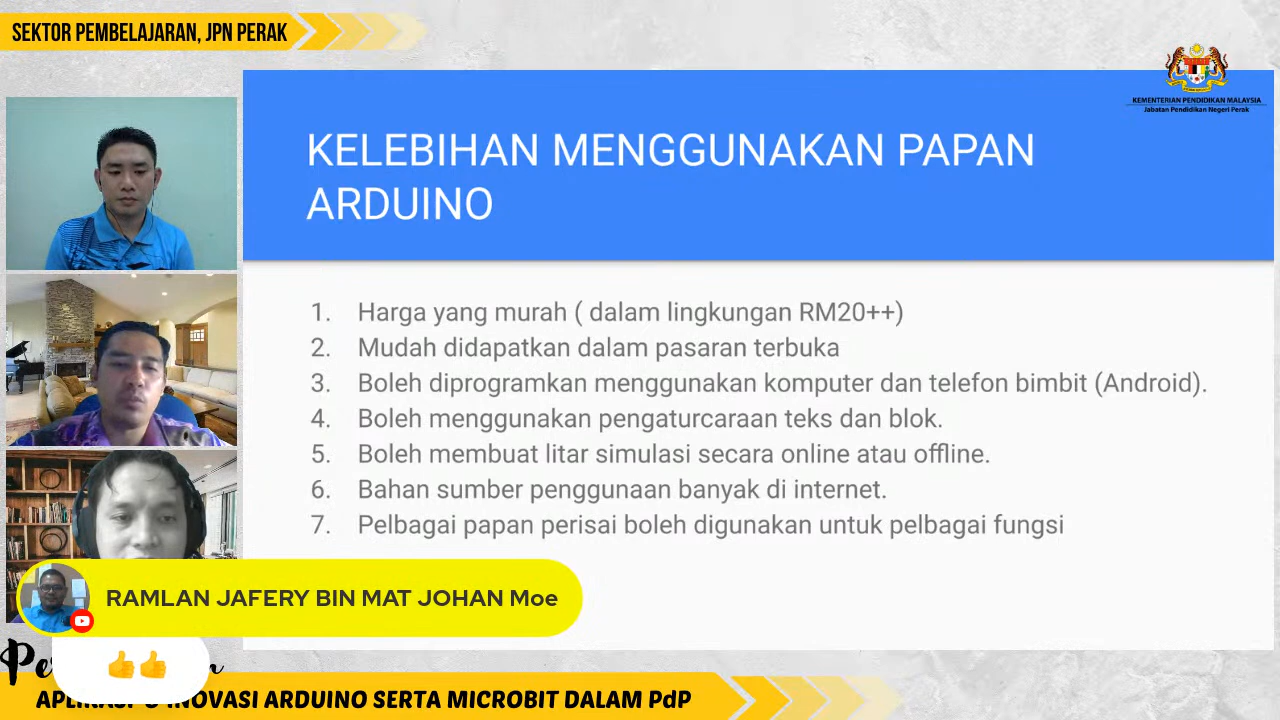 SEKTOR PEMBELAJARAN, JPN PERAK
KEMENTERIAN PENDIDIKAN MALAYSIA
Jabatan Pendidikan Negeri Perak
KELEBIHAN MENGGUNAKAN PAPAN
ARDUINO
1. Harga yang murah ( dalam lingkungan RM20++)
2. Mudah didapatkan dalam pasaran terbuka
3. Boleh diprogramkan menggunakan komputer dan telefon bimbit (Android).
4. Boleh menggunakan pengaturcaraan teks dan blok.
5. Boleh membuat litar simulasi secara online atau offline.
6. Bahan sumber penggunaan banyak di internet.
7. Pelbagai papan perisai boleh digunakan untuk pelbagai fungsi
RAMLAN JAFERY BIN MAT JOHAN Moe
👍👍
INOVASI ARDUINO SERTA MICROBIT DALAM PdP